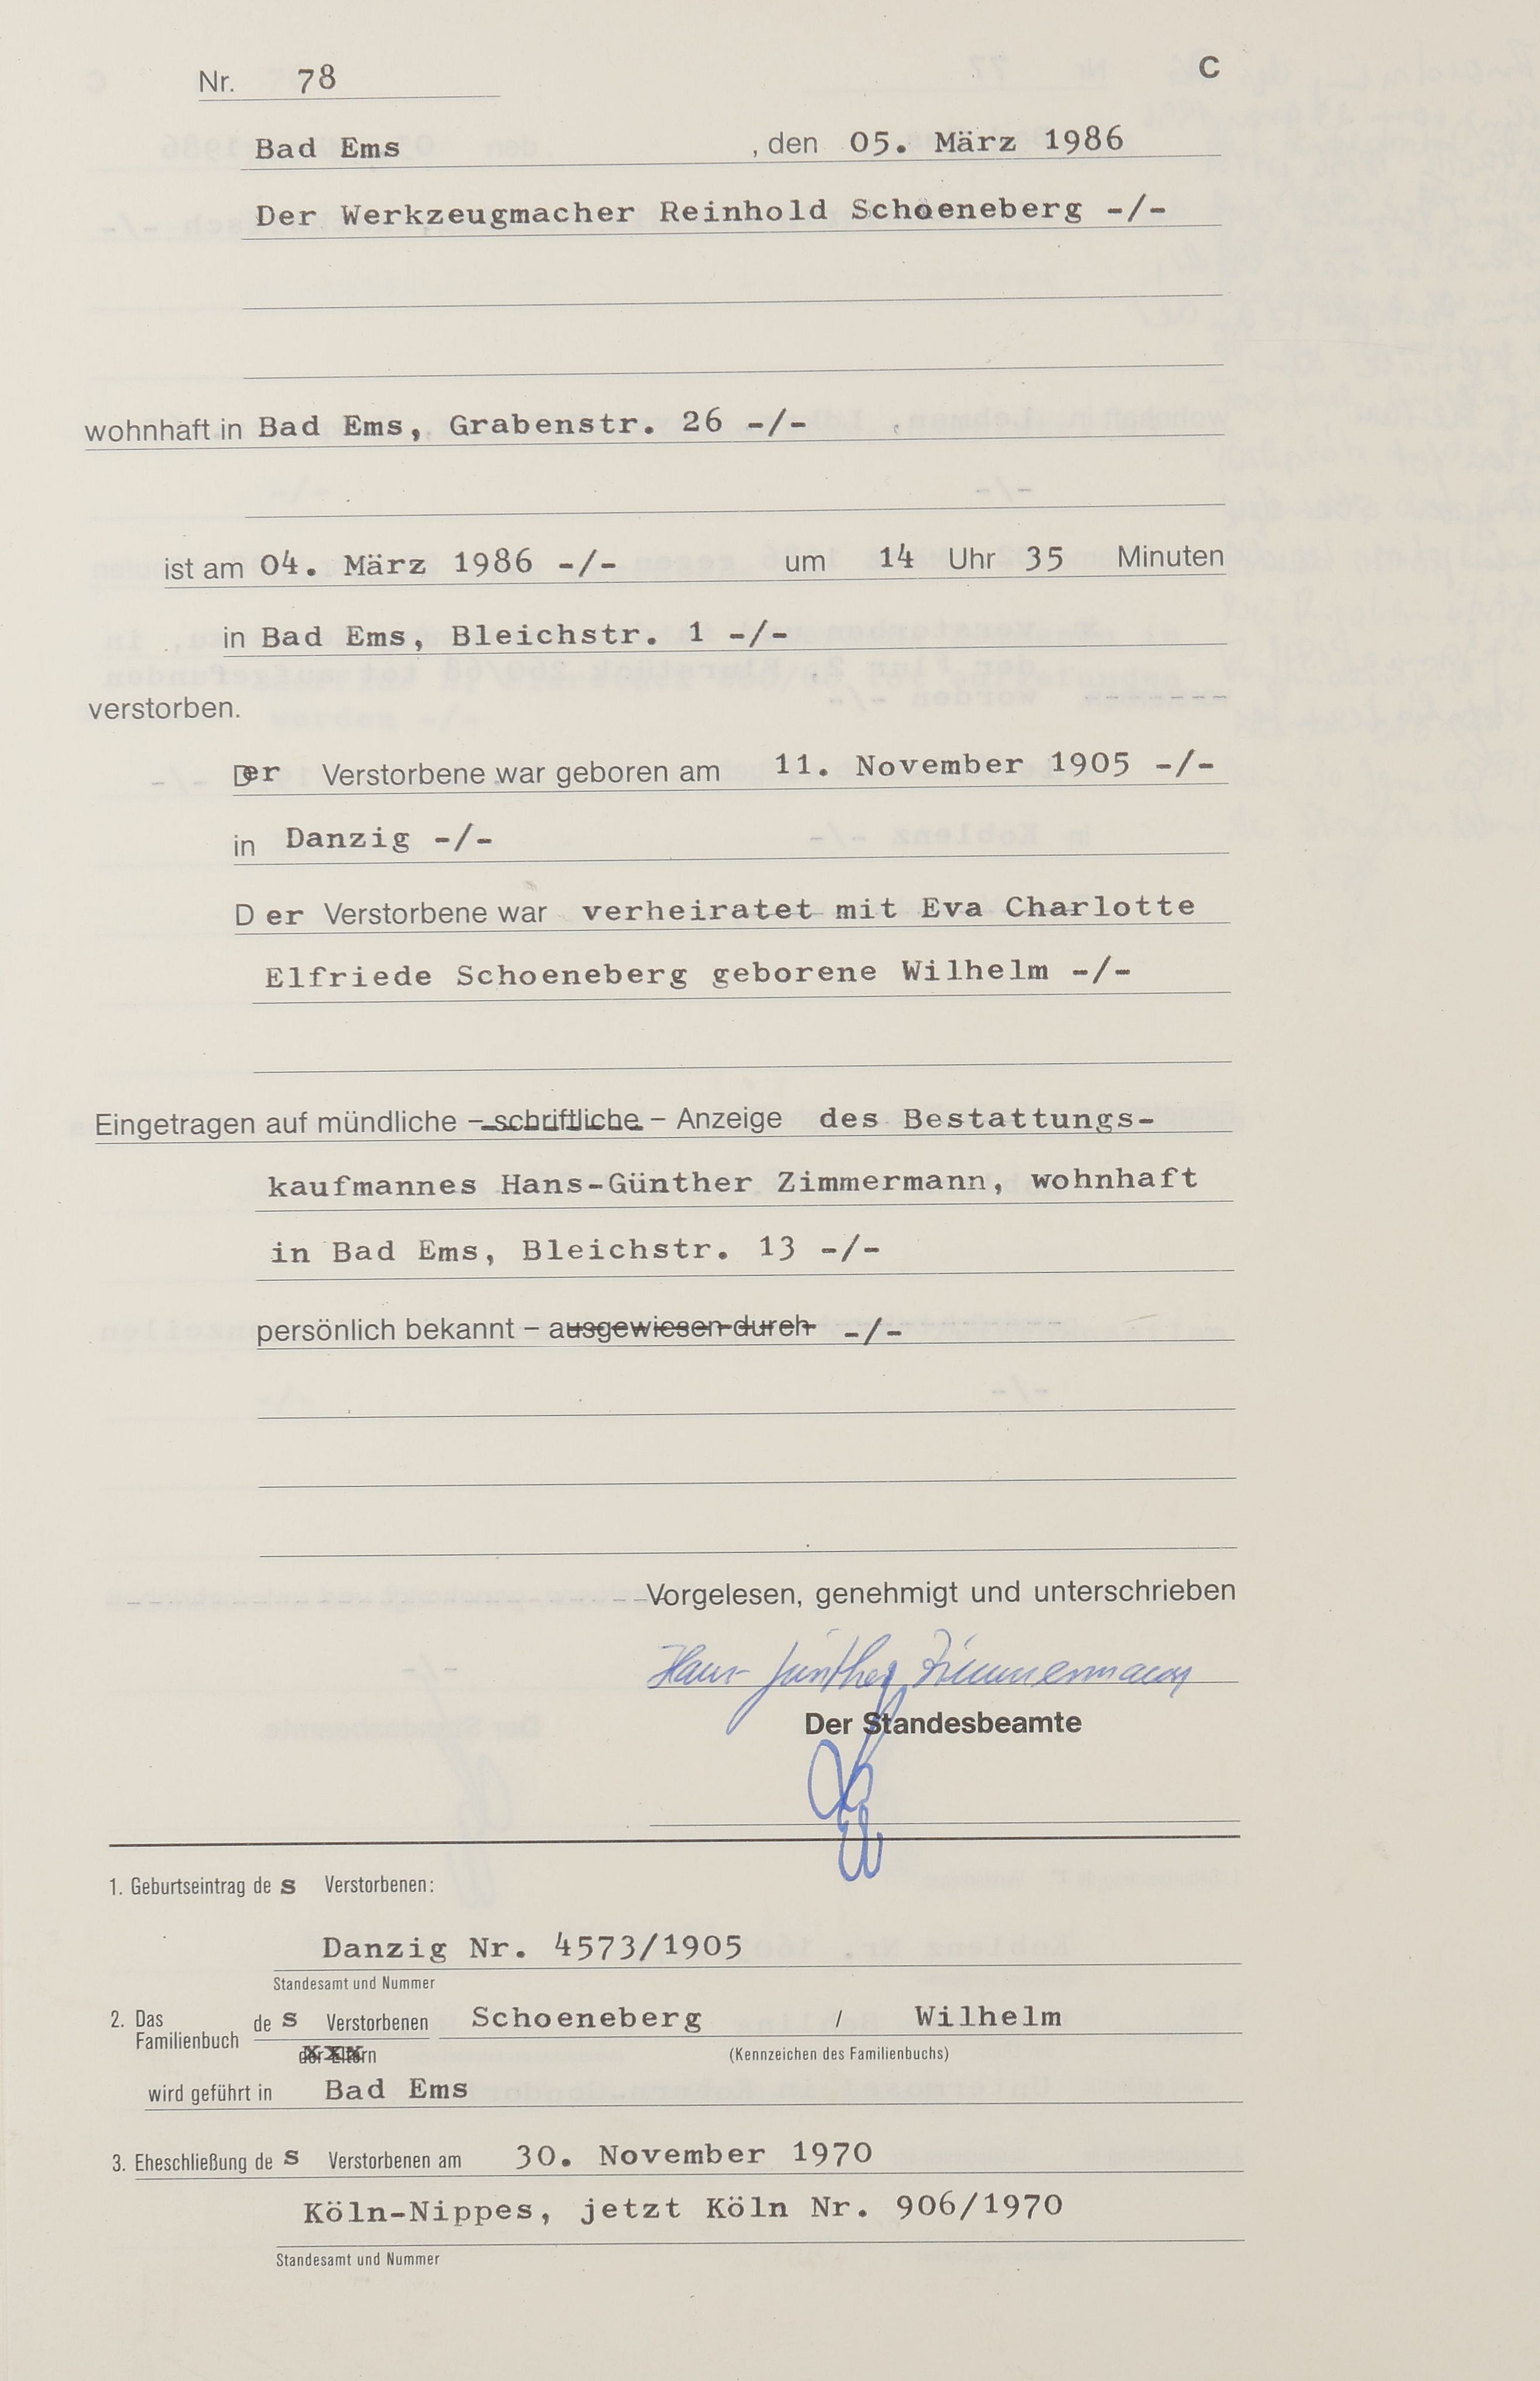 Nr. 78 C
Bad Ems , den 05. März 1986
Der Werkzeugmacher Reinhold Schoeneberg -/-
wohnhaft in Bad Ems, Grabenstr. 26 -/-
ist am 04. März 1986 -/- um 14 Uhr 35 Minuten
in Bad Ems, Bleichstr. 1 -/-
verstorben.
Der Verstorbene war geboren am 11. November 1905 -/-
in Danzig -/-
Der Verstorbene war verheiratet mit Eva Charlotte
Elfriede Schoeneberg geborene Wilhelm -/-
Eingetragen auf mündliche – schriftliche – Anzeige des Bestattungs-
kaufmannes Hans-Günther Zimmermann, wohnhaft
in Bad Ems, Bleichstr. 13 -/-
persönlich bekannt – ausgewiesen durch -/-
Vorgelesen, genehmigt und unterschrieben
Hans Günther Zimmermann
Der Standesbeamte
1. Geburtseintrag des Verstorbenen:
Danzig Nr. 4573/1905
Standesamt und Nummer
2. Das Familienbuch des Verstorbenen Schoeneberg / Wilhelm
der Eltern (Kennzeichen des Familienbuchs)
wird geführt in Bad Ems
3. Eheschließung des Verstorbenen am 30. November 1970
Köln-Nippes, jetzt Köln Nr. 906/1970
Standesamt und Nummer